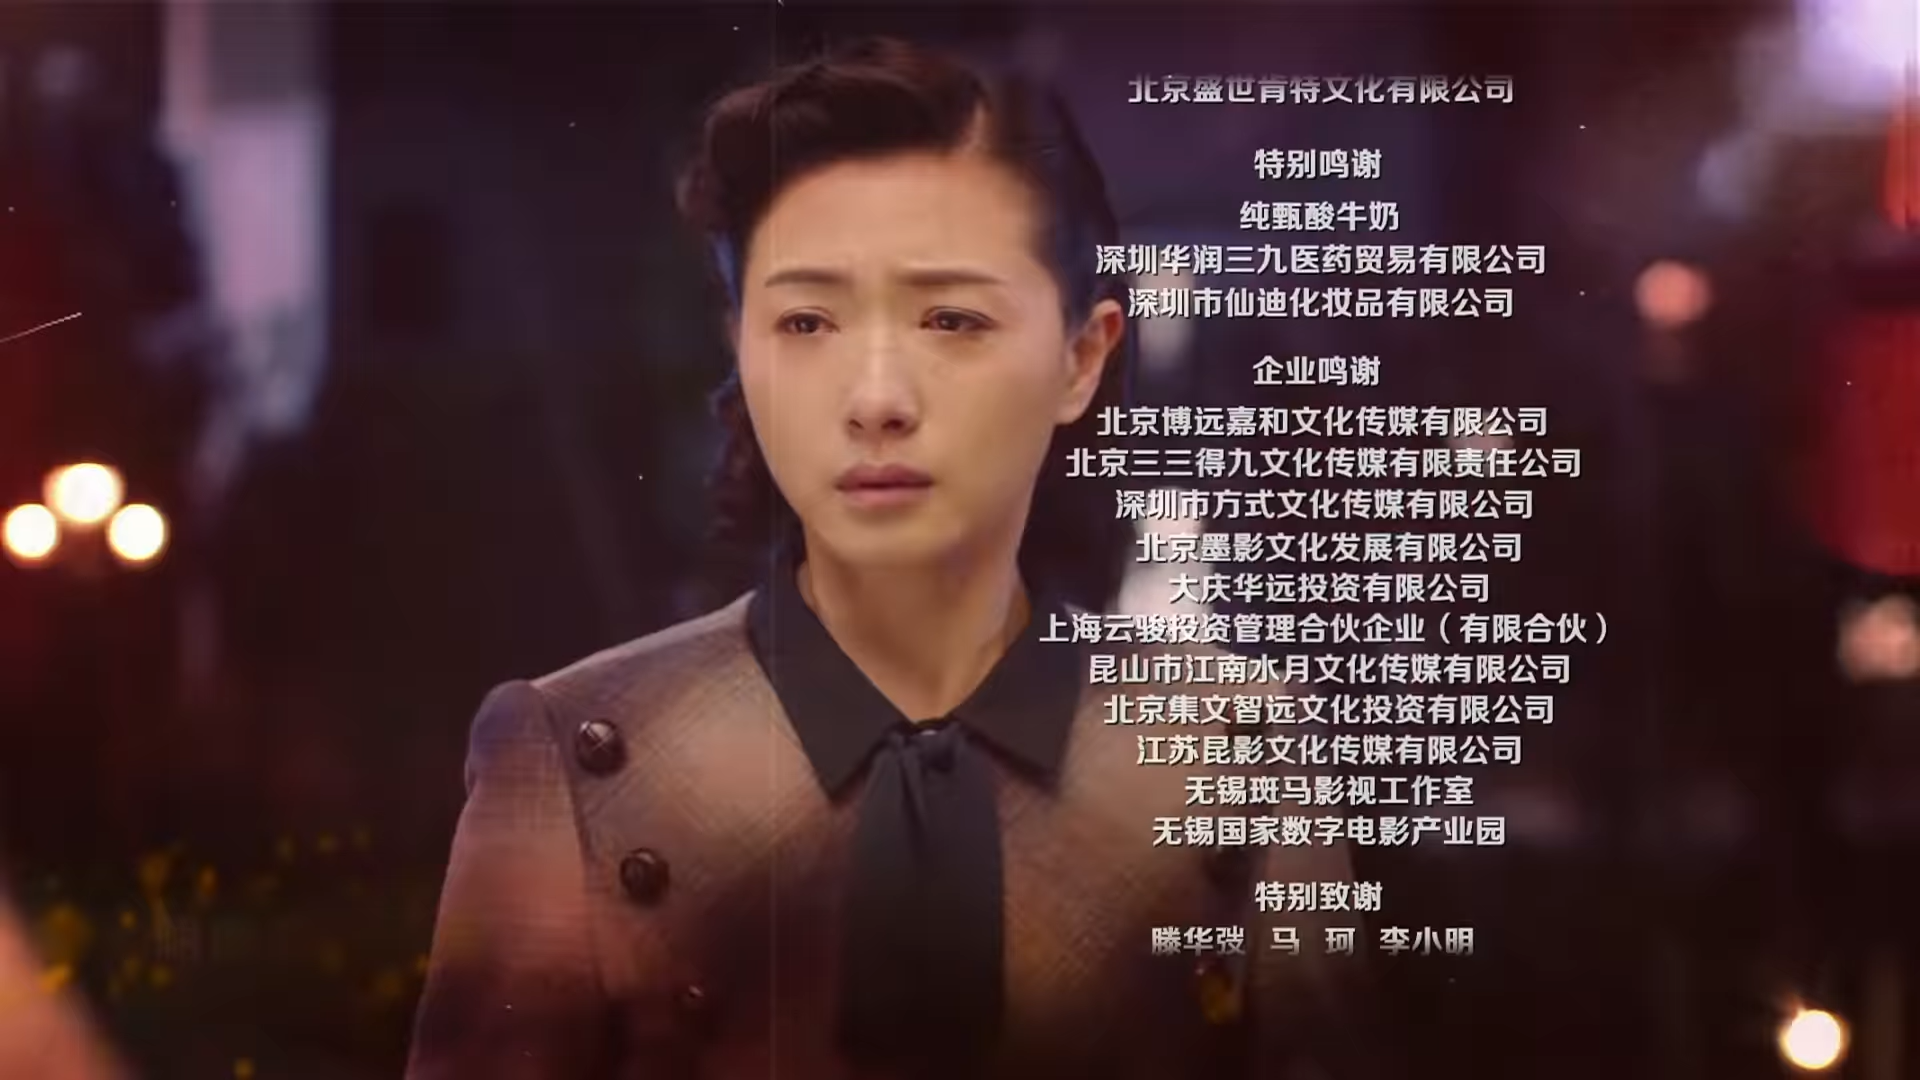 北京盛世肯特文化有限公司
特别鸣谢
纯甄酸牛奶
深圳华润三九医药贸易有限公司
深圳市仙迪化妆品有限公司
企业鸣谢
北京博远嘉和文化传媒有限公司
北京三三得九文化传媒有限责任公司
深圳市方式文化传媒有限公司
北京墨影文化发展有限公司
大庆华远投资有限公司
上海云骏投资管理合伙企业（有限合伙）
昆山市江南水月文化传媒有限公司
北京集文智远文化投资有限公司
江苏昆影文化传媒有限公司
无锡斑马影视工作室
无锡国家数字电影产业园
特别致谢
滕华弢 马 珂 李小明